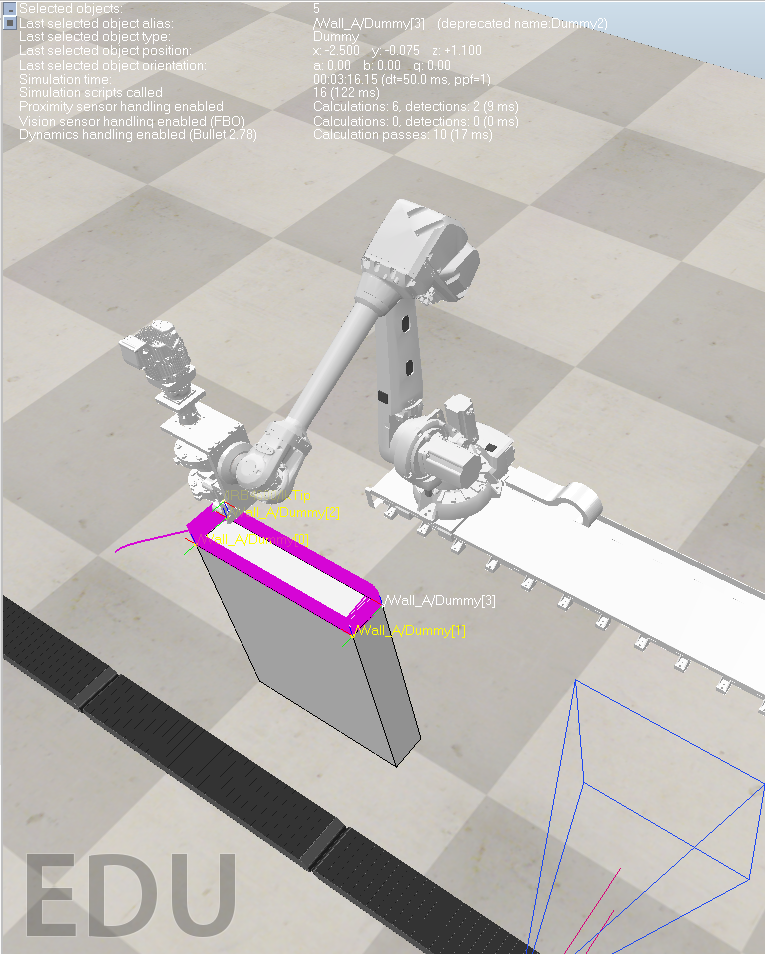 Selected objects: 5
Last selected object alias: /Wall_A/Dummy[3] (deprecated name:Dummy2)
Last selected object type: Dummy
Last selected object position: x: -2.500 y: -0.075 z: +1.100
Last selected object orientation: a: 0.00 b: 0.00 g: 0.00
Simulation time: 00:03:16.15 (dt=50.0 ms, ppf=1)
Simulation scripts called 16 (122 ms)
Proximity sensor handling enabled Calculations: 6, detections: 2 (9 ms)
Vision sensor handling enabled (FBO) Calculations: 0, detections: 0 (0 ms)
Dynamics handling enabled (Bullet 2.78) Calculation passes: 10 (17 ms)
Tip
Wall_A/Dummy[2]
/Wall_A/Dummy[0]
/Wall_A/Dummy[3]
/Wall_A/Dummy[1]
EDU